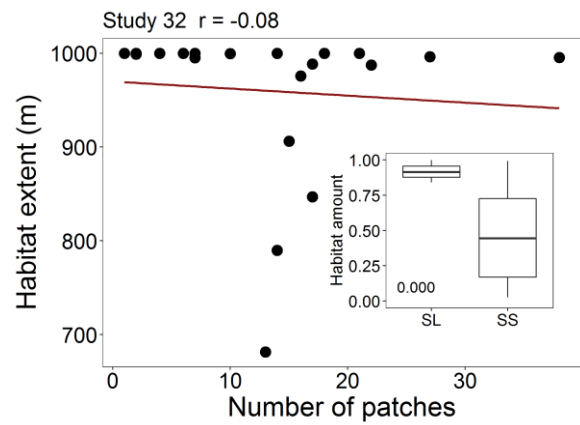 Study 32 r = -0.08
Habitat extent (m)
1000
900
800
700
0 10 20 30
Number of patches
Habitat amount
1.00
0.75
0.50
0.25
0.00
0.000
SL SS